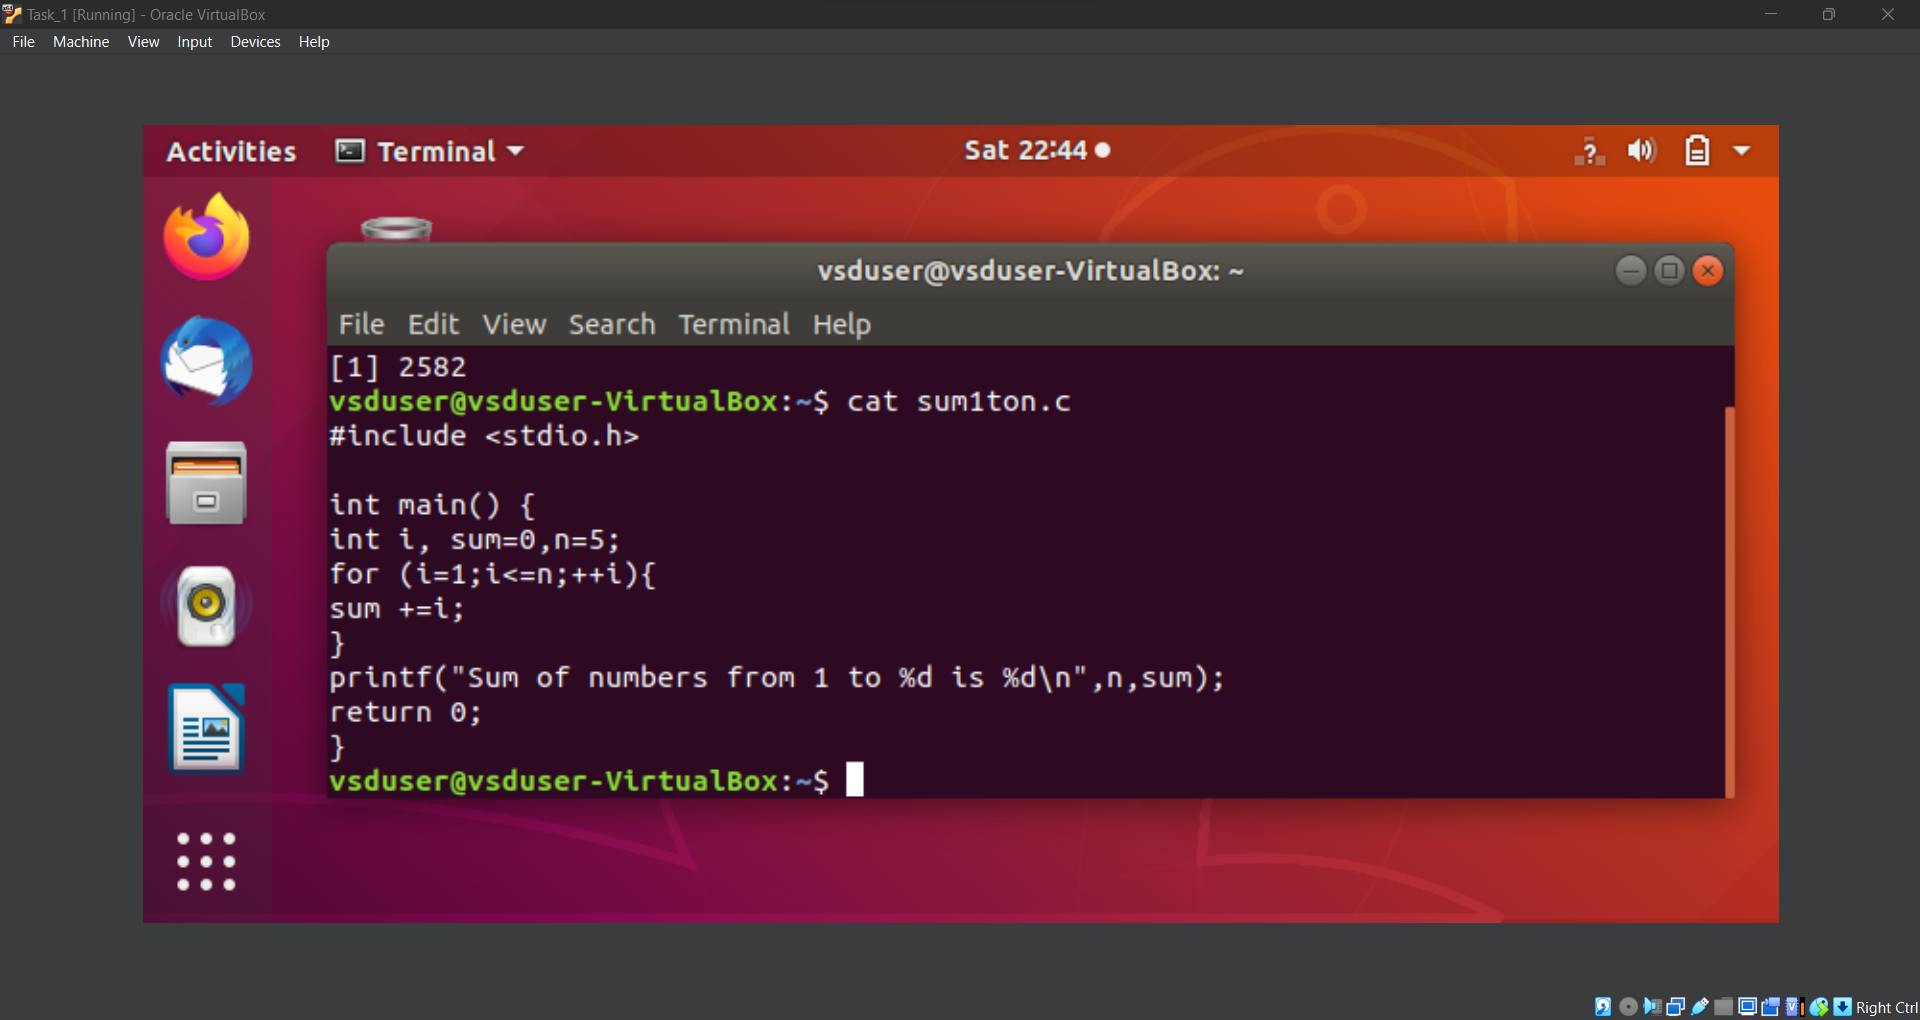 Task_1 [Running] - Oracle VirtualBox
File Machine View Input Devices Help
Activities Terminal Sat 22:44
vsduser@vsduser-VirtualBox: ~
File Edit View Search Terminal Help
[1] 2582
vsduser@vsduser-VirtualBox:~$ cat sum1ton.c
#include <stdio.h>
int main() {
int i, sum=0,n=5;
for (i=1;i<=n;++i){
sum +=i;
}
printf("Sum of numbers from 1 to %d is %d\n",n,sum);
return 0;
}
vsduser@vsduser-VirtualBox:~$
Right Ctrl